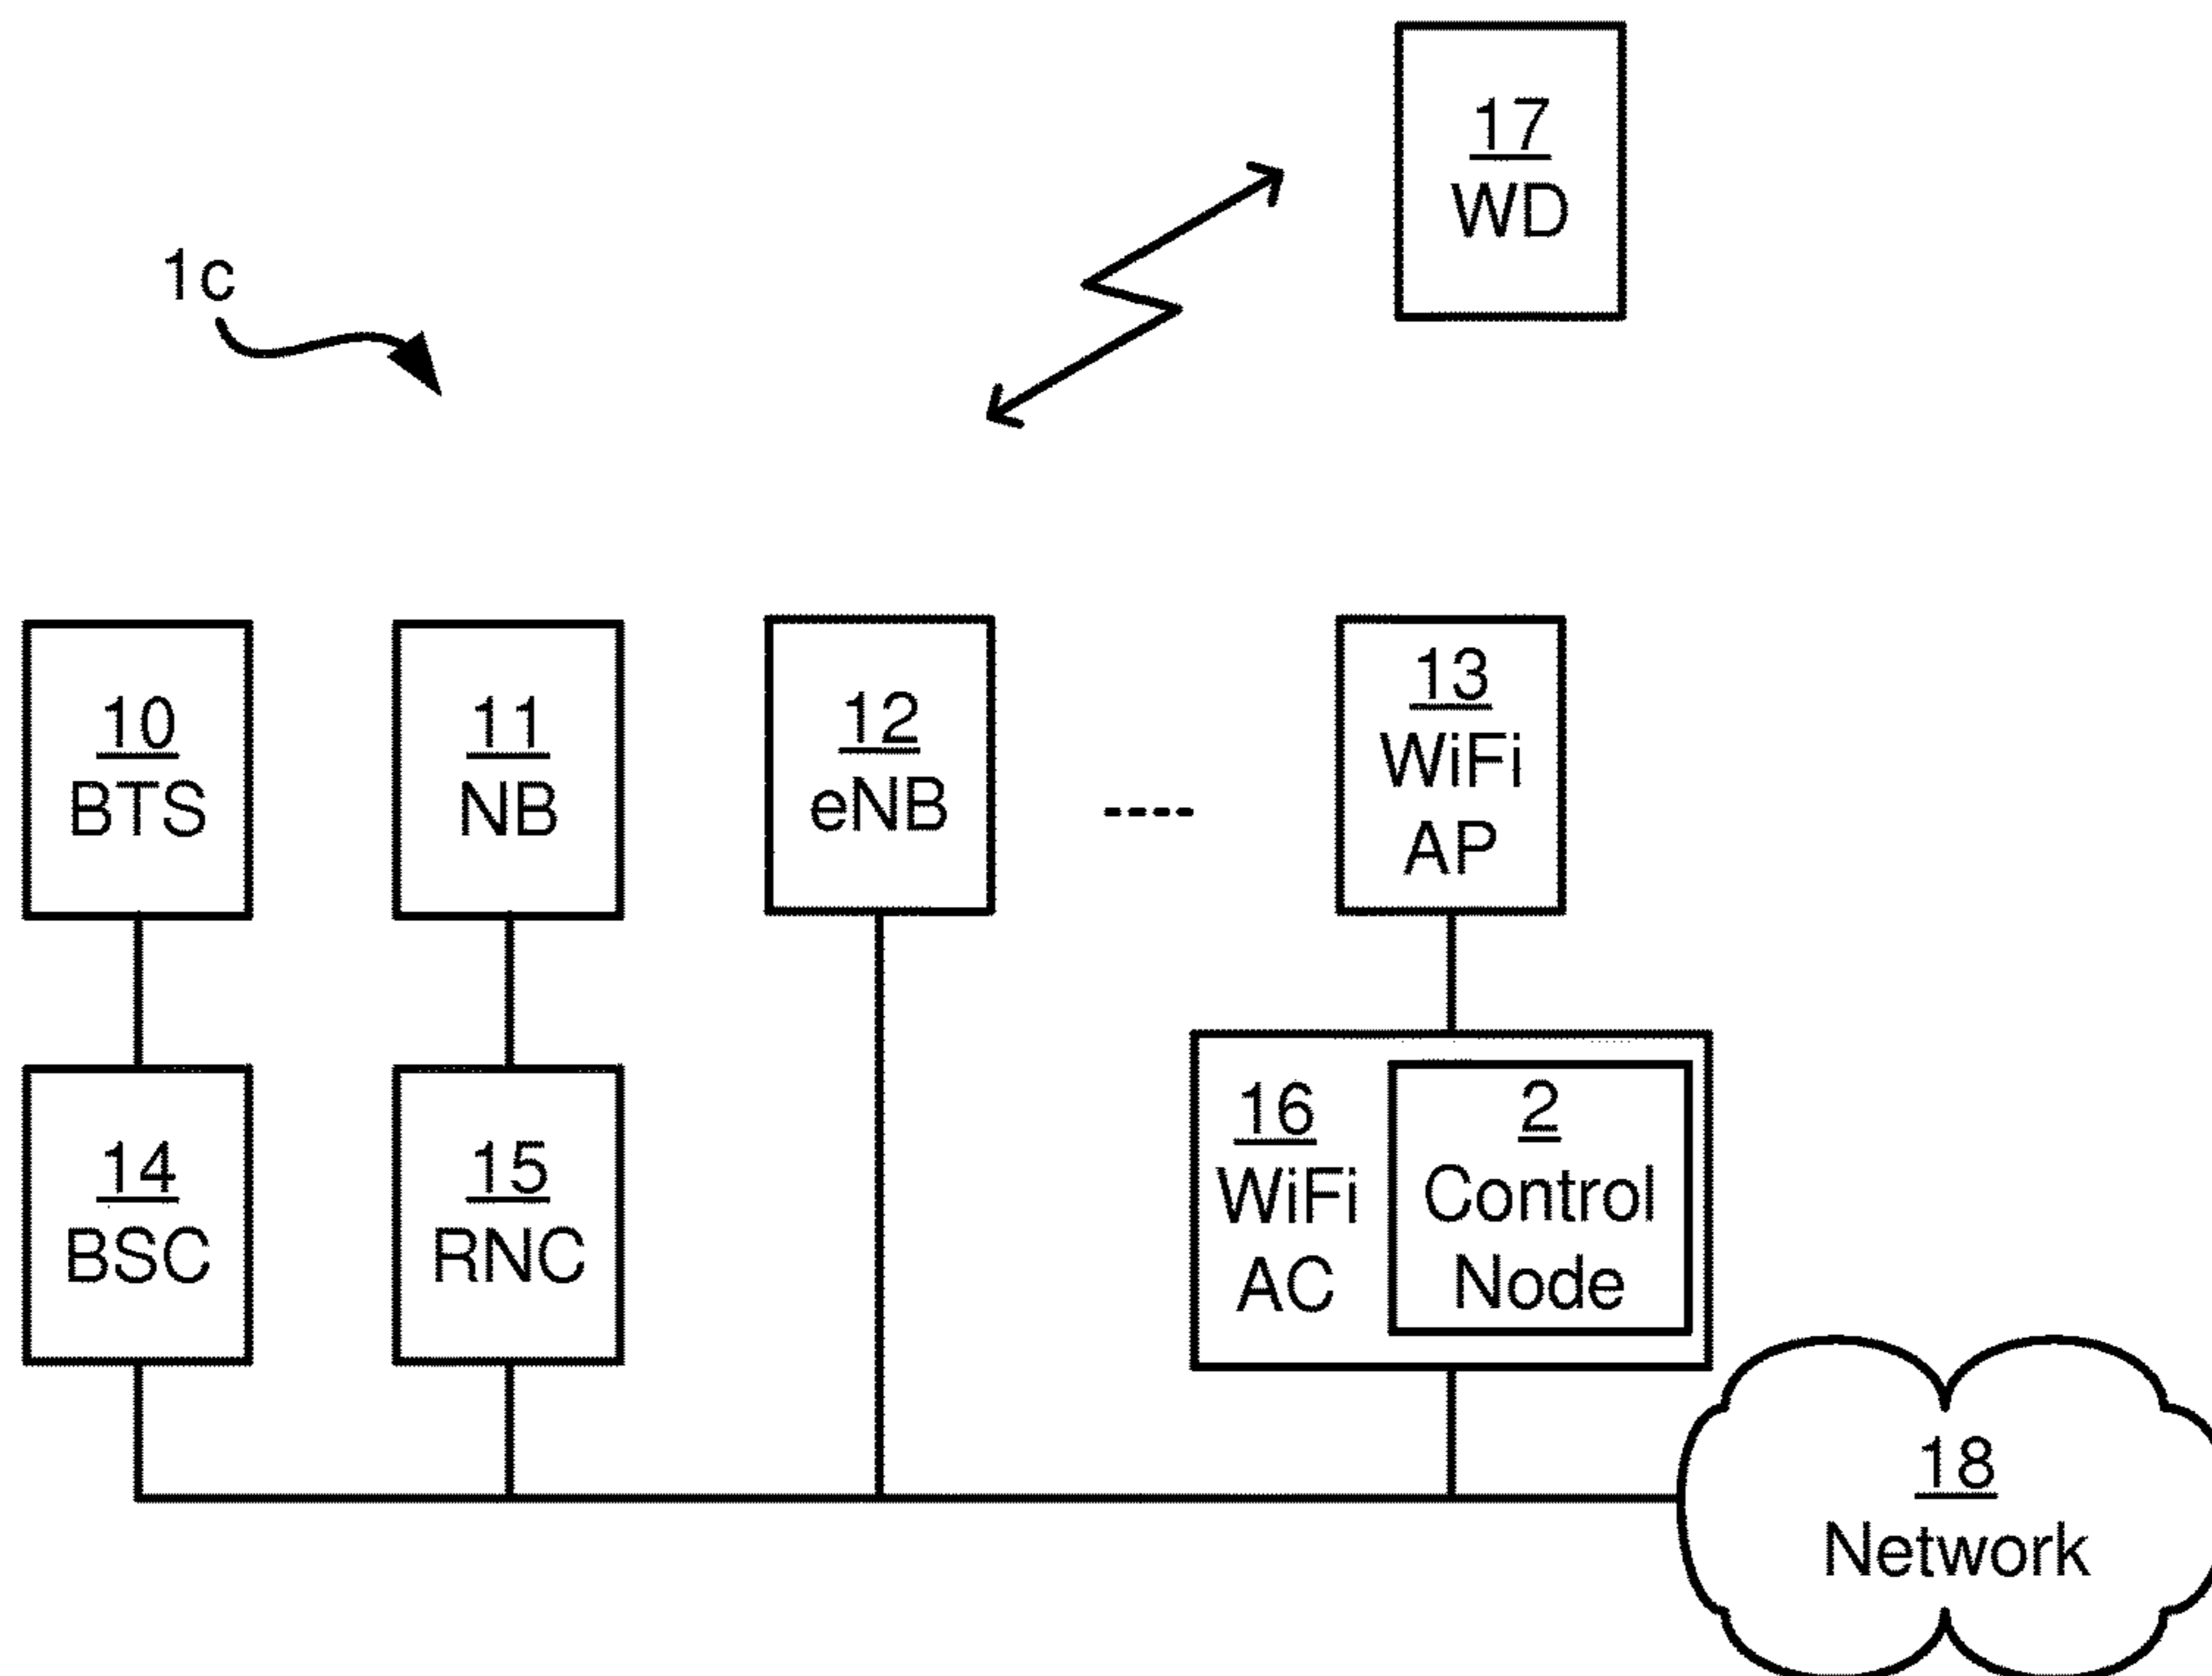 17
WD
1c
10
BTS
11
NB
12
eNB
----
13
WiFi
AP
14
BSC
15
RNC
16
WiFi
AC
2
Control
Node
18
Network